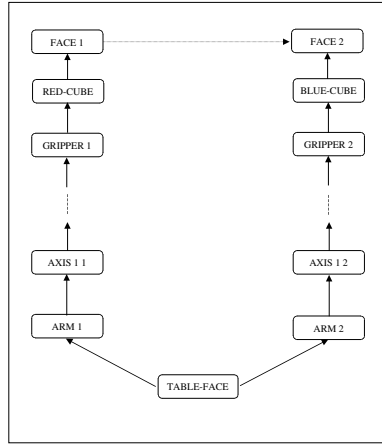 FACE 1
FACE 2
RED-CUBE
BLUE-CUBE
GRIPPER 1
GRIPPER 2
AXIS 1 1
AXIS 1 2
ARM 1
ARM 2
TABLE-FACE